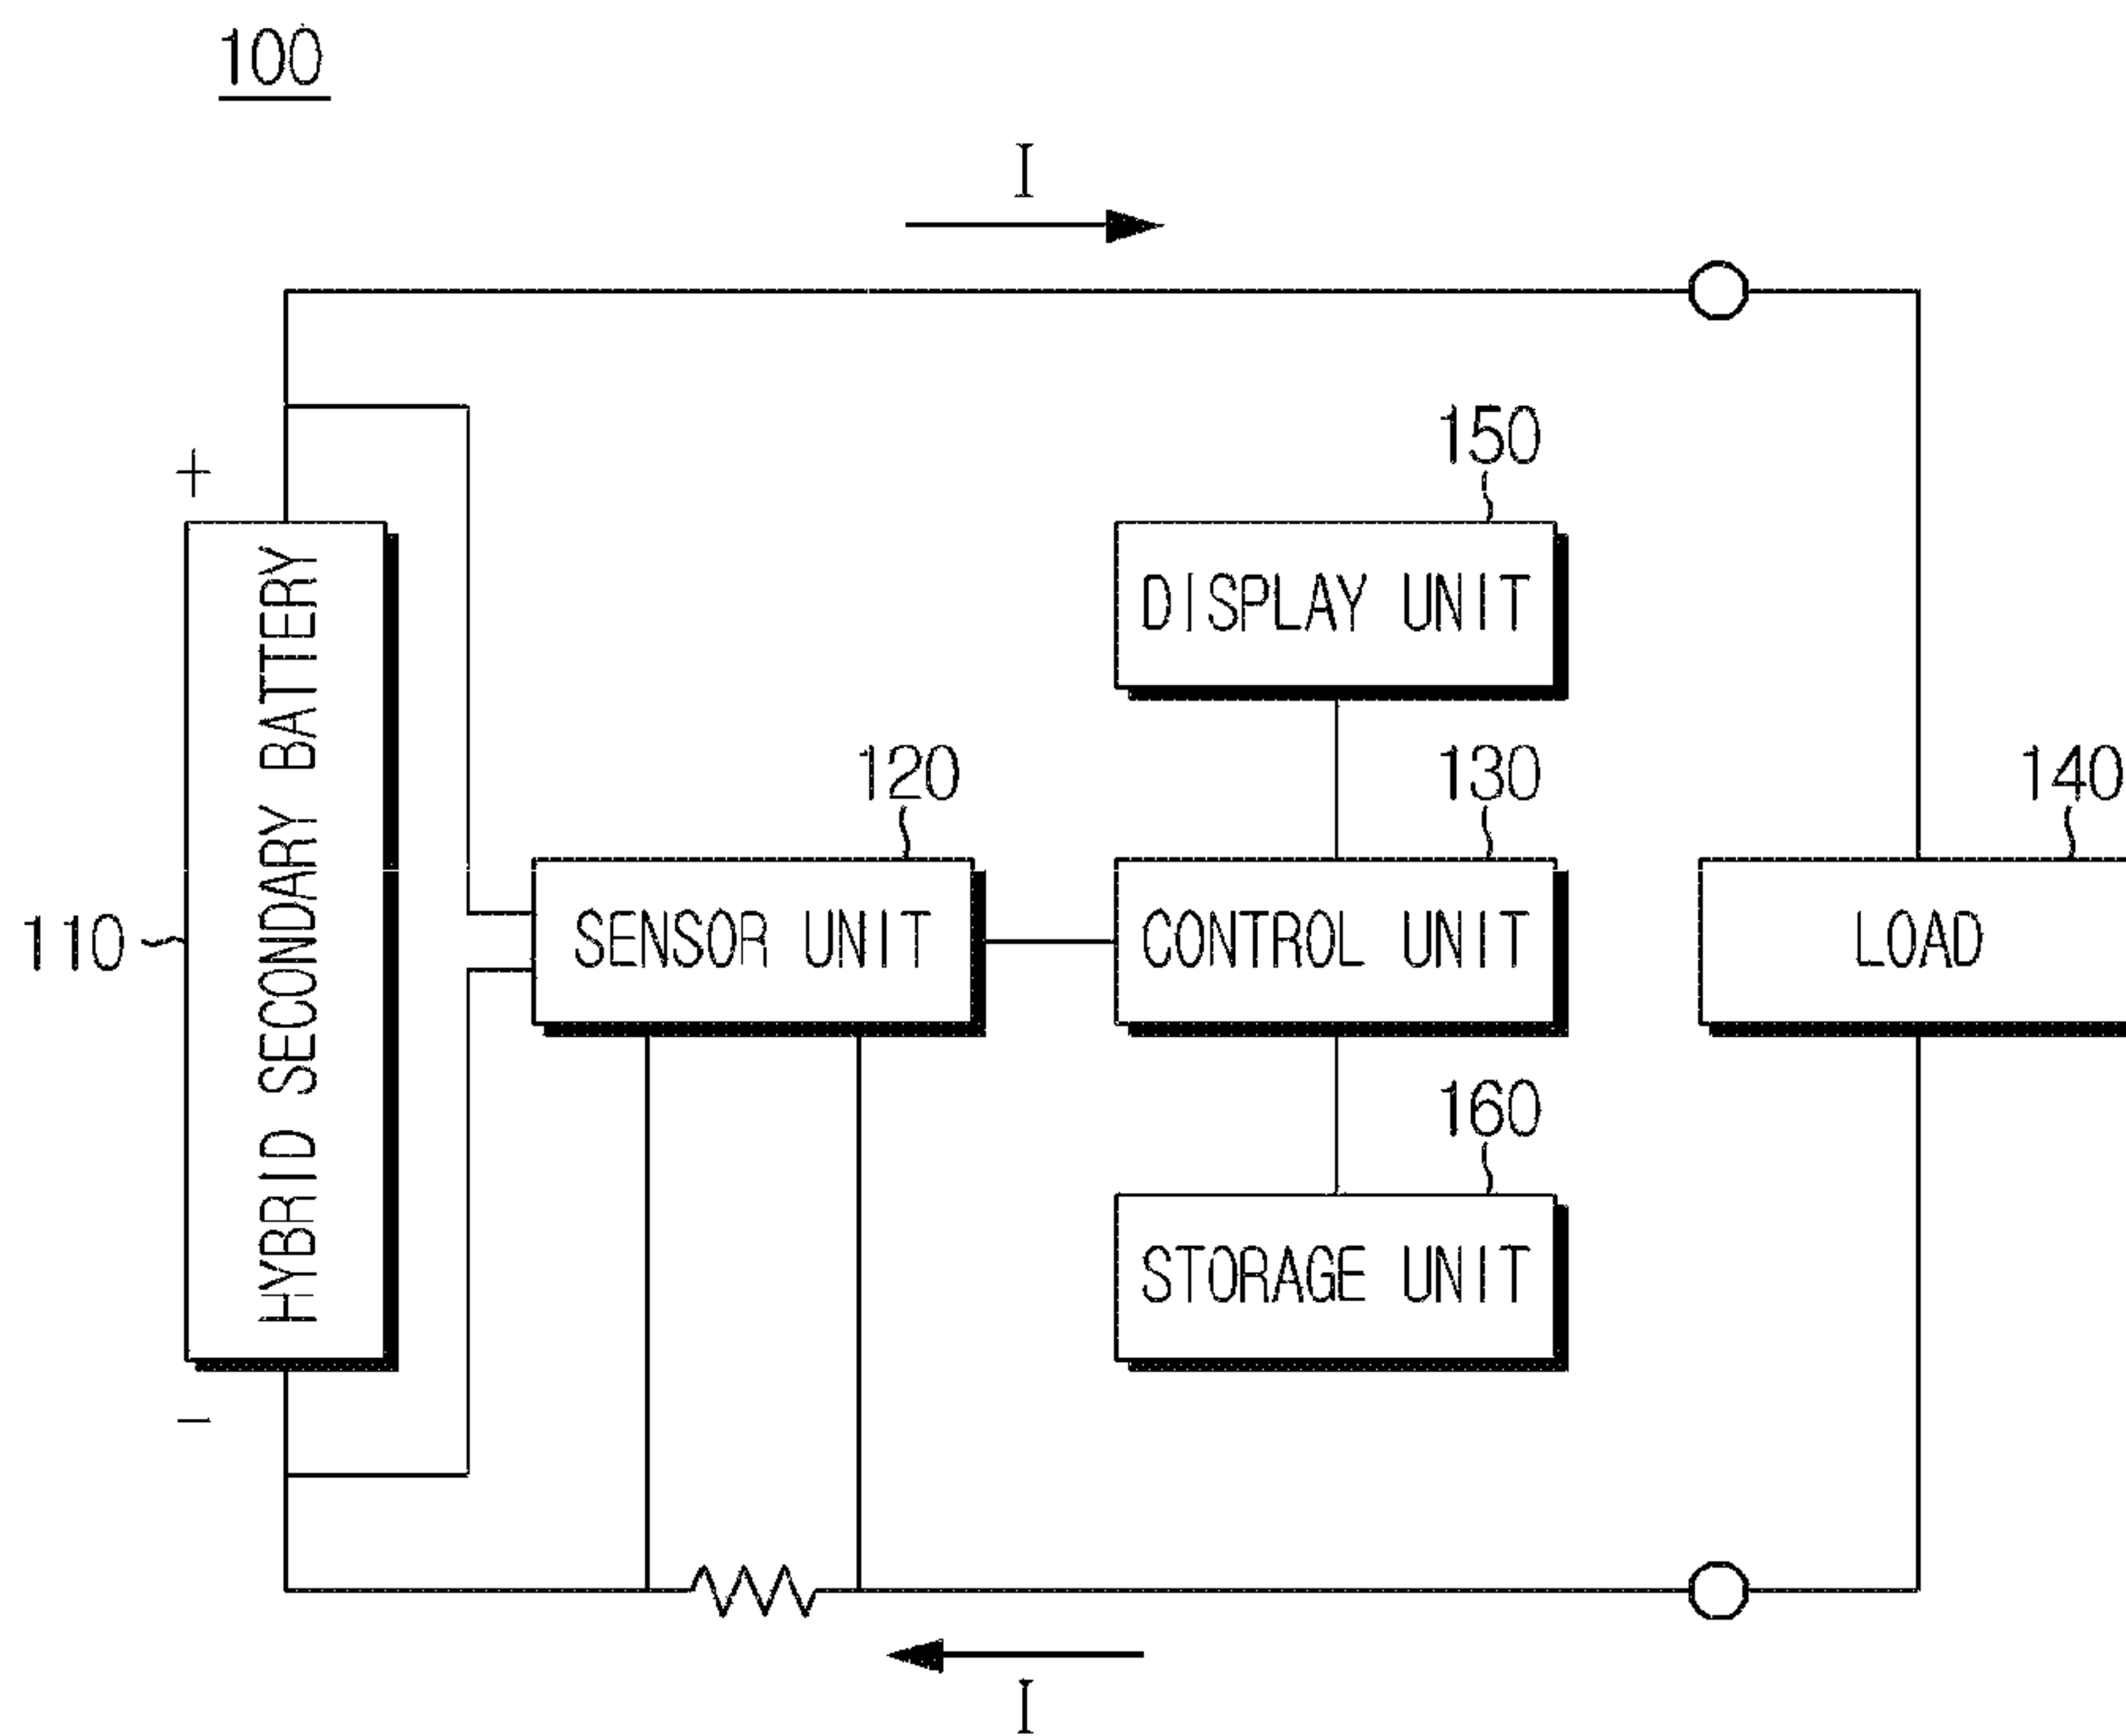 100
I
+
150
DISPLAY UNIT
120
130
140
110
HYBRID SECONDARY BATTERY
SENSOR UNIT
CONTROL UNIT
LOAD
160
STORAGE UNIT
−
I